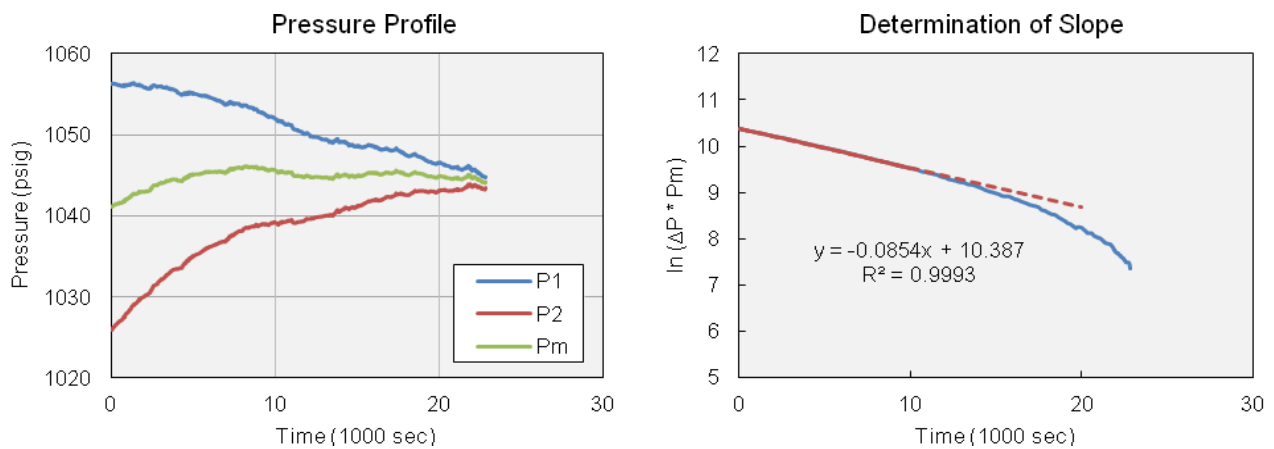 Pressure Profile
1060
1050
1040
1030
1020
Pressure (psig)
P1
P2
Pm
0
10
20
30
Time (1000 sec)
Determination of Slope
12
11
10
9
8
7
6
5
ln (ΔP * Pm)
y = -0.0854x + 10.387
R² = 0.9993
0
10
20
30
Time (1000 sec)